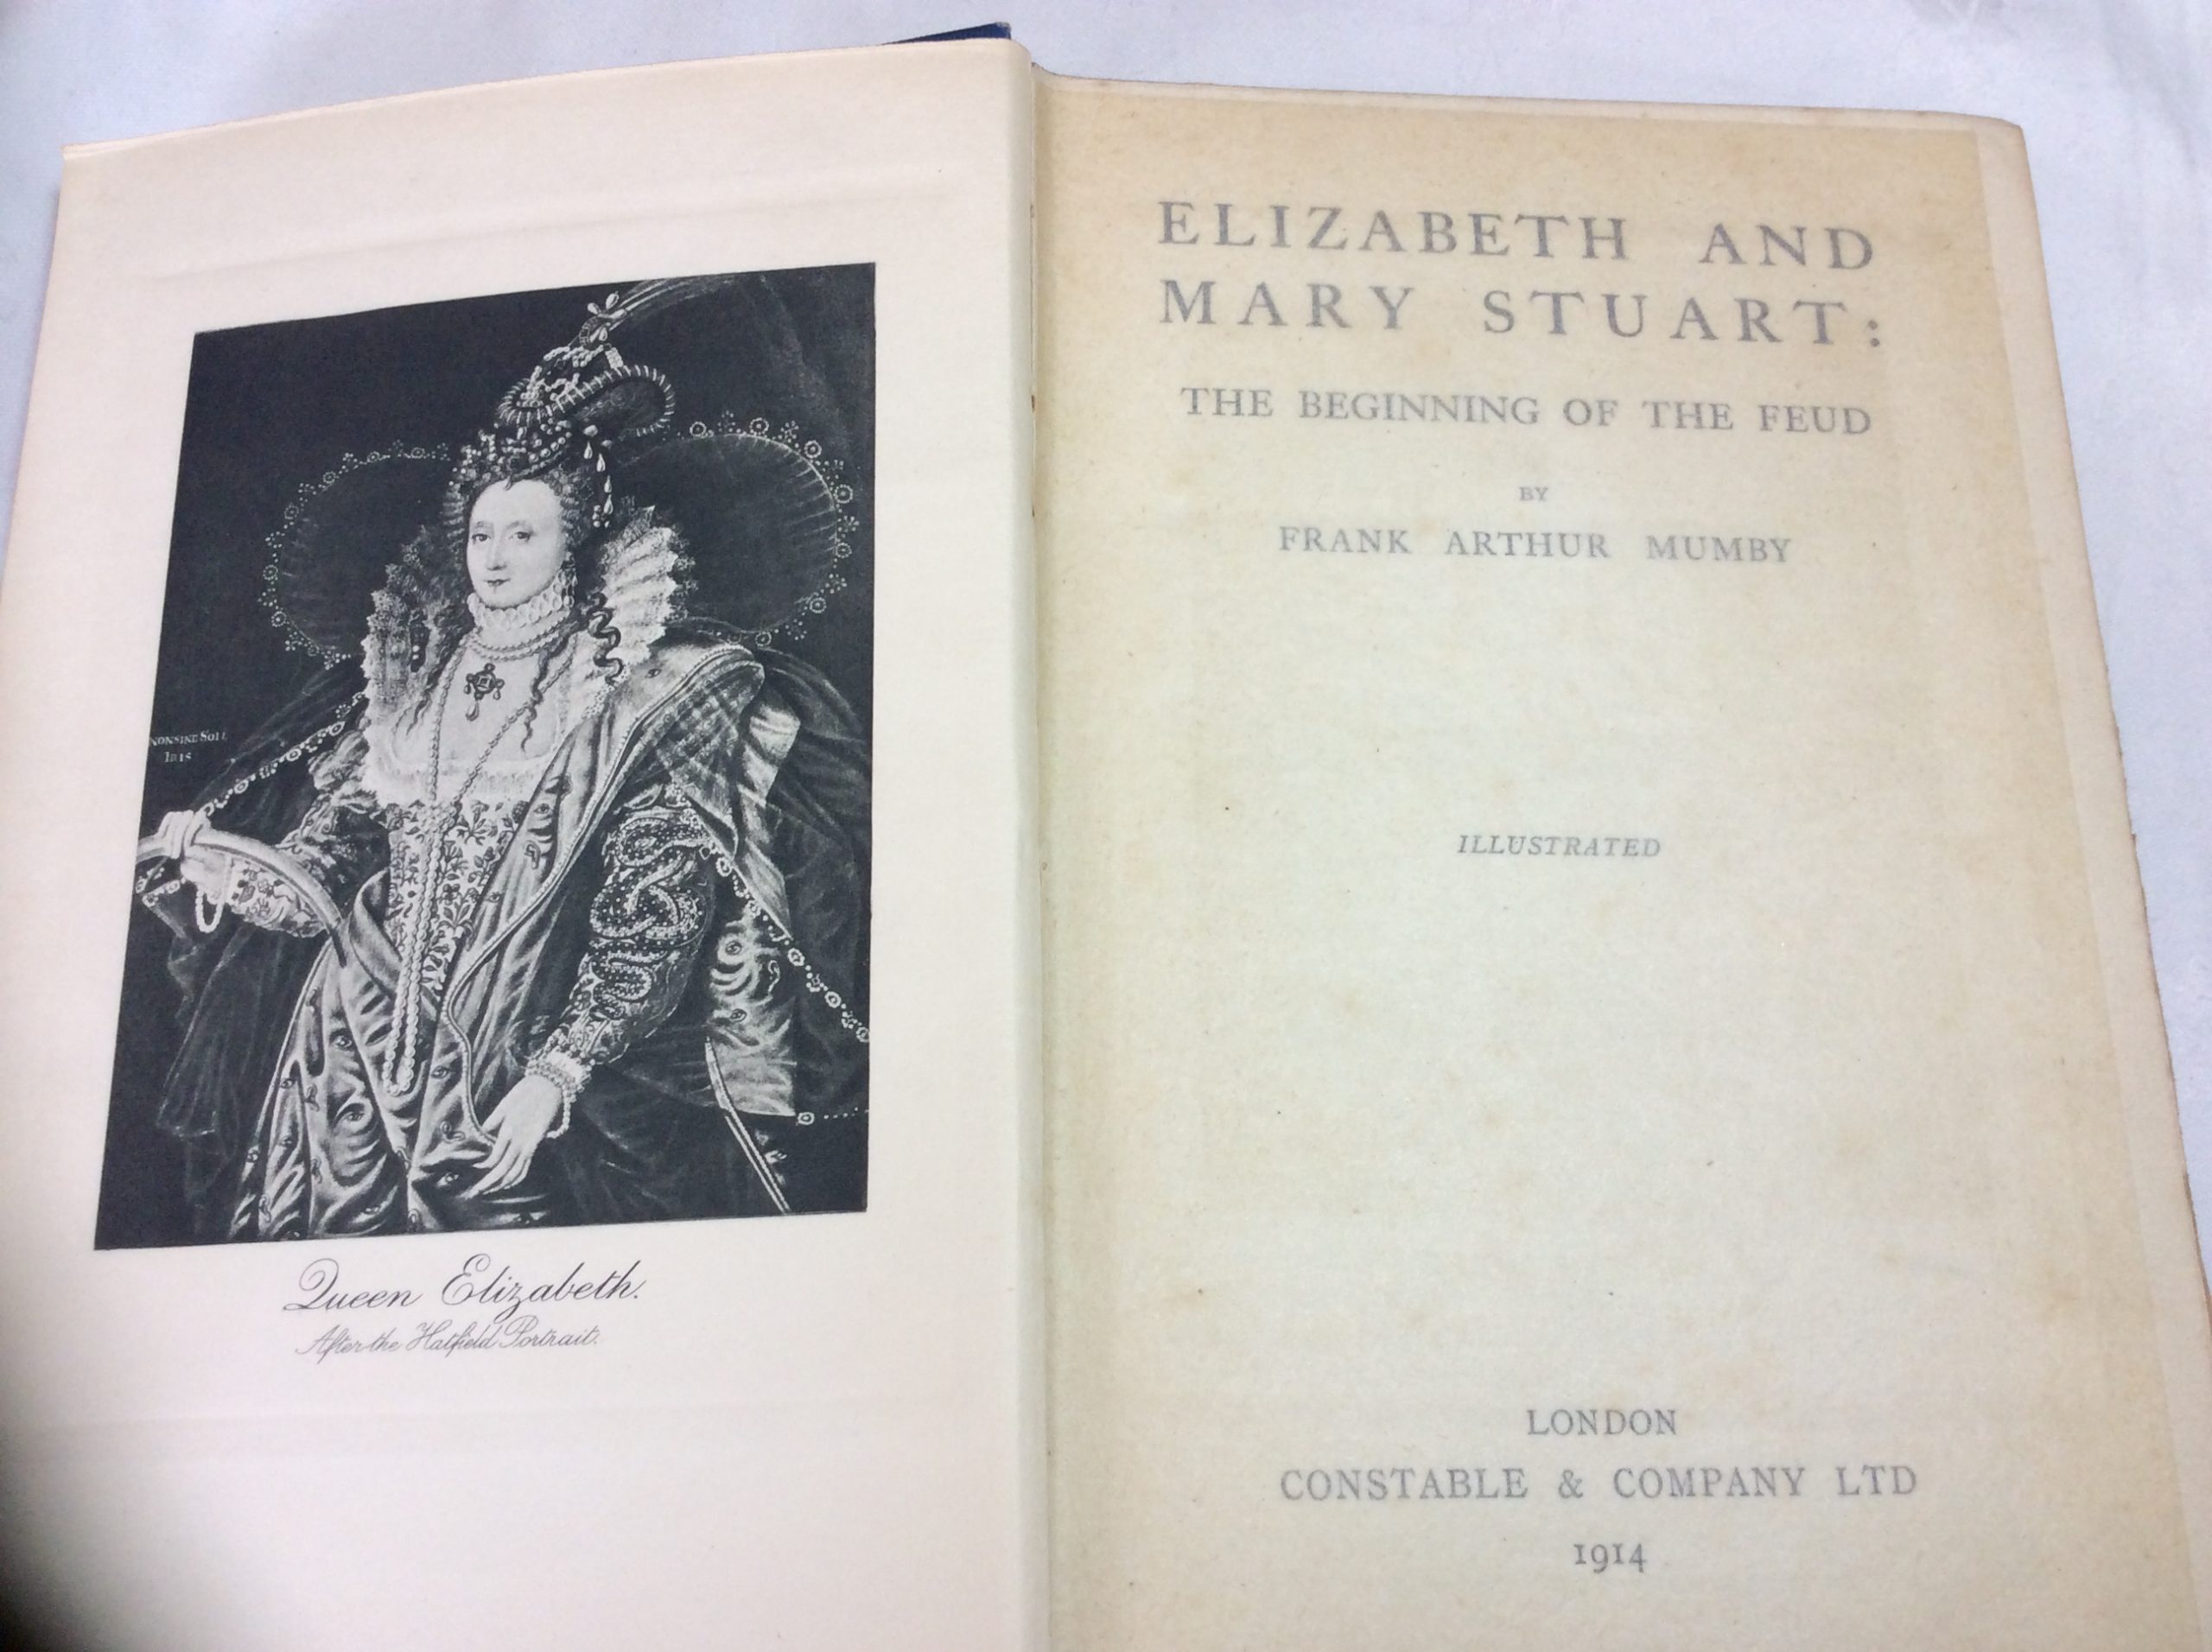 NON SINE SOLE
IRIS
Queen Elizabeth.
After the Hatfield Portrait.
ELIZABETH AND
MARY STUART:
THE BEGINNING OF THE FEUD
BY
FRANK ARTHUR MUMBY
ILLUSTRATED
LONDON
CONSTABLE & COMPANY LTD
1914